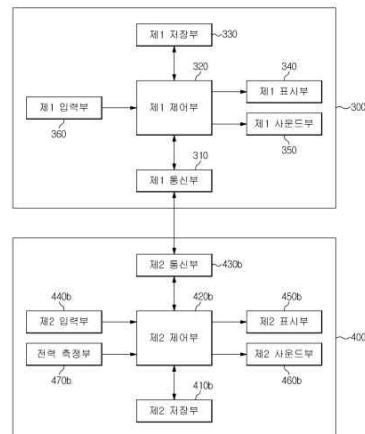 제1 저장부 330
320 340
제1 입력부 제1 제어부 제1 표시부
360 제1 사운드부 300
310 350
제1 통신부
제2 통신부 430b
440b 420b 450b
제2 입력부 제2 제어부 제2 표시부
전력 측정부 제2 사운드부 400
470b 410b 460b
제2 저장부